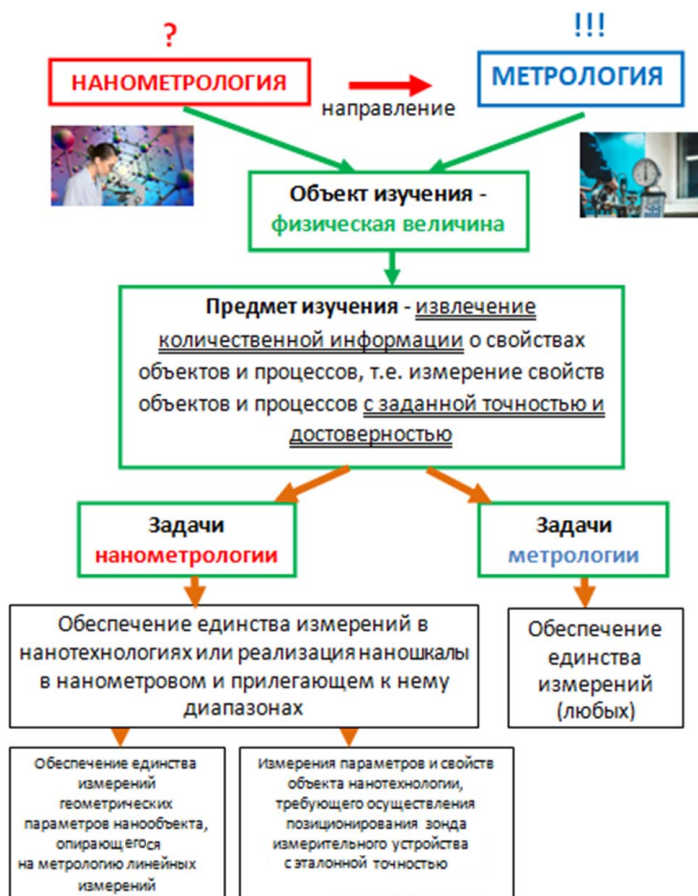 ?
!!!
НАНОМЕТРОЛОГИЯ
МЕТРОЛОГИЯ
направление
Объект изучения -
физическая величина
Предмет изучения - извлечение
количественной информации о свойствах
объектов и процессов, т.е. измерение свойств
объектов и процессов с заданной точностью и
достоверностью
Задачи
нанометрологии
Задачи
метрологии
Обеспечение единства измерений в
нанотехнологиях или реализация наношкалы
в нанометровом и прилегающем к нему
диапазонах
Обеспечение
единства
измерений
(любых)
Обеспечение единства
измерений
геометрических
параметров нанообъекта,
опирающегося
на метрологию линейных
измерений
Измерения параметров и свойств
объекта нанотехнологии,
требующего осуществления
позиционирования зонда
измерительного устройства
с эталонной точностью